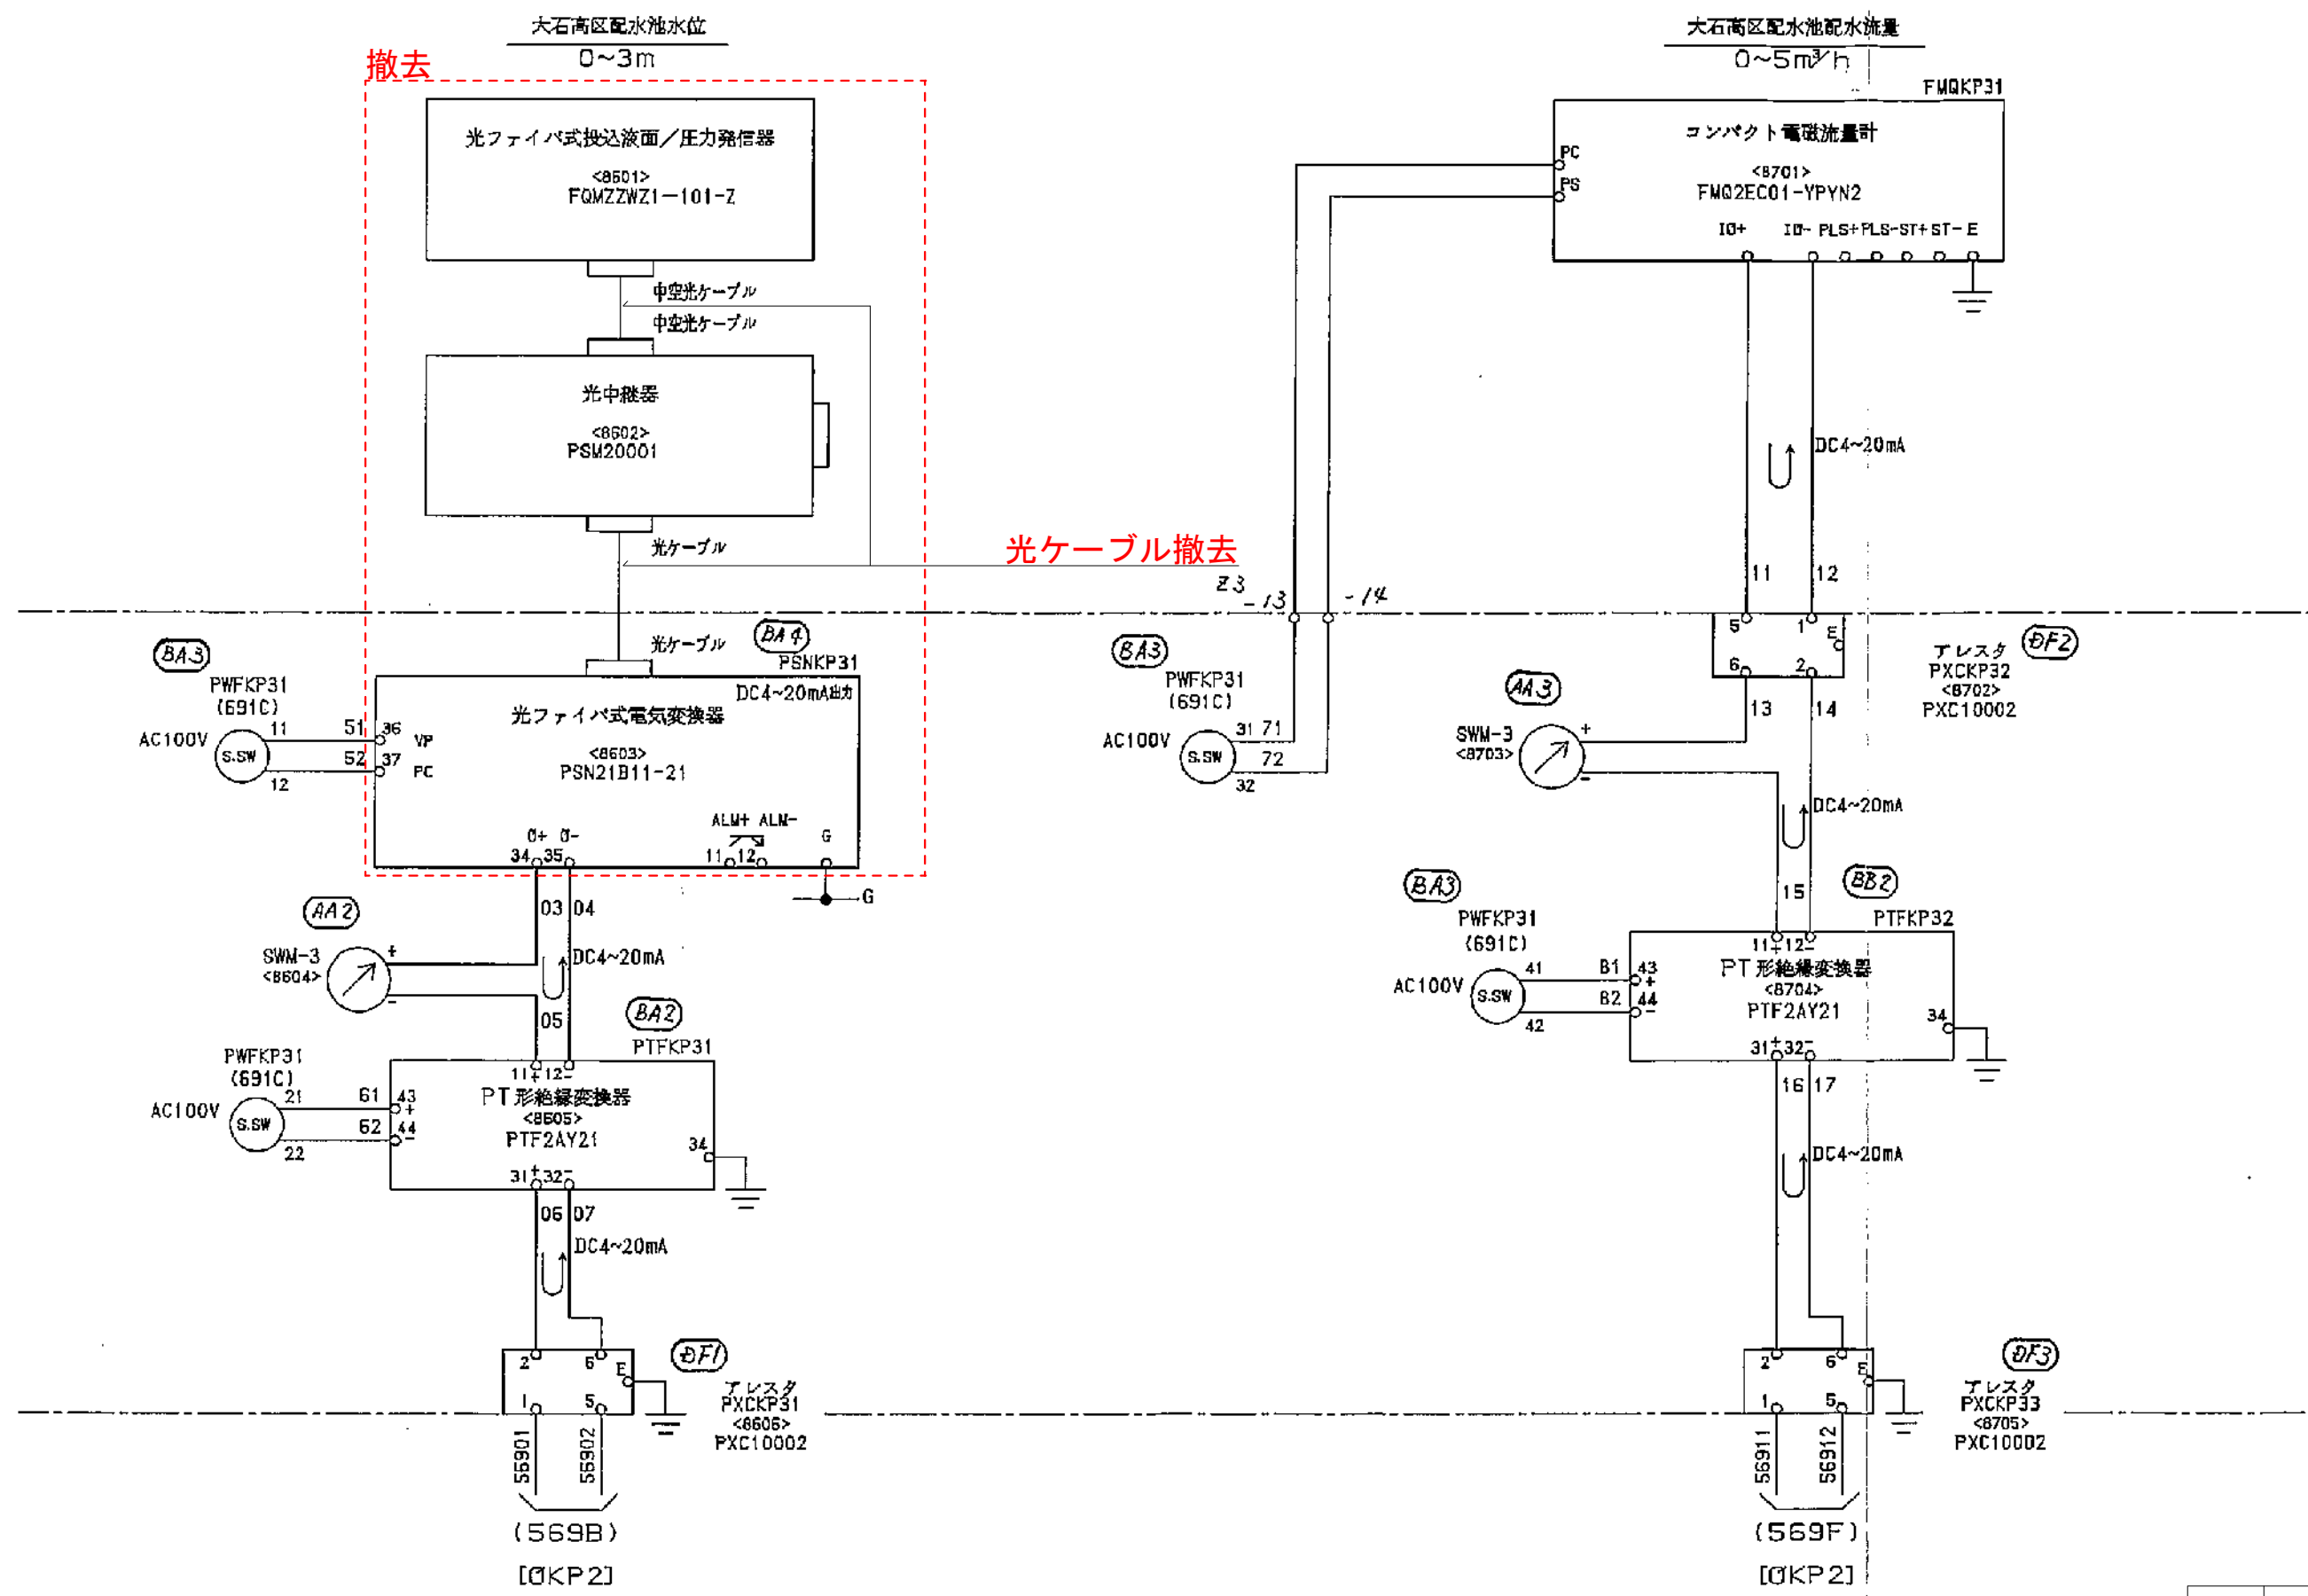 大石高区配水池水位
0~3m
撤去
光ファイバ式投込液面/圧力発信器
<8601>
FQMZZWZ1-101-Z
中空光ケーブル
中空光ケーブル
光中継器
<8602>
PSM20001
光ケーブル
光ケーブル撤去
光ケーブル
BA4
PSNKP31
BA3
PWFKP31
(691C)
AC100V
S.SW
11
12
51
52
36
37
VP
PC
DC4~20mA出力
光ファイバ式電気変換器
<8603>
PSN21B11-21
ALM+ ALM-
11 12
G
0+ 0-
34 35
G
03 04
AA2
SWM-3
<8604>
+
-
DC4~20mA
05
BA2
PTFKP31
PWFKP31
(691C)
AC100V
S.SW
21
22
61
62
43
+
44
-
11+ 12-
PT形絶縁変換器
<8605>
PTF2AY21
34
31+ 32-
06 07
DC4~20mA
2 6
E
1 5
DF1
アレスタ
PXCKP31
<8606>
PXC10002
56901
56902
(569B)
[0KP2]
大石高区配水池配水流量
0~5m³/h
FMQKP31
コンパクト電磁流量計
<8701>
FMQ2EC01-YPYN2
PC
PS
IO+ IO- PLS+ PLS- ST+ ST- E
DC4~20mA
11 12
Z3
-13
-14
BA3
PWFKP31
(691C)
AC100V
S.SW
31 71
72
32
5 1
E
6 2
DF2
アレスタ
PXCKP32
<8702>
PXC10002
13 14
AA3
SWM-3
<8703>
+
-
DC4~20mA
15
BB2
PTFKP32
BA3
PWFKP31
(691C)
AC100V
S.SW
41
42
B1
B2
43
+
44
-
11+ 12-
PT形絶縁変換器
<8704>
PTF2AY21
34
31+ 32-
16 17
DC4~20mA
2 6
E
1 5
DF3
アレスタ
PXCKP33
<8705>
PXC10002
56911
56912
(569F)
[0KP2]